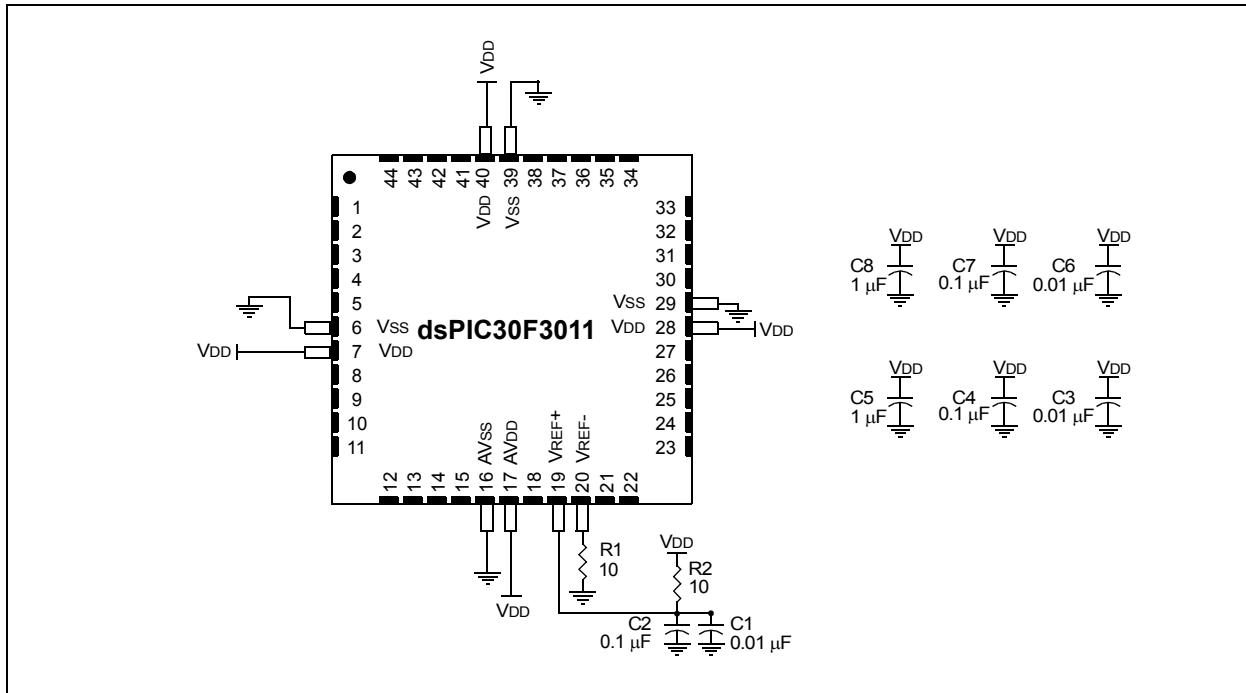 VDD
44 43 42 41 40 39 38 37 36 35 34
VDD VSS
1
2
3
4
5
6 VSS
VDD 7 VDD
8
9
10
11
dsPIC30F3011
33
32
31
30
VSS 29
VDD 28 VDD
27
26
25
24
23
AVSS AVDD VREF+ VREF-
12 13 14 15 16 17 18 19 20 21 22
VDD
R1
10
VDD
R2
10
C2
0.1 μF
C1
0.01 μF
VDD VDD VDD
C8 C7 C6
1 μF 0.1 μF 0.01 μF
VDD VDD VDD
C5 C4 C3
1 μF 0.1 μF 0.01 μF